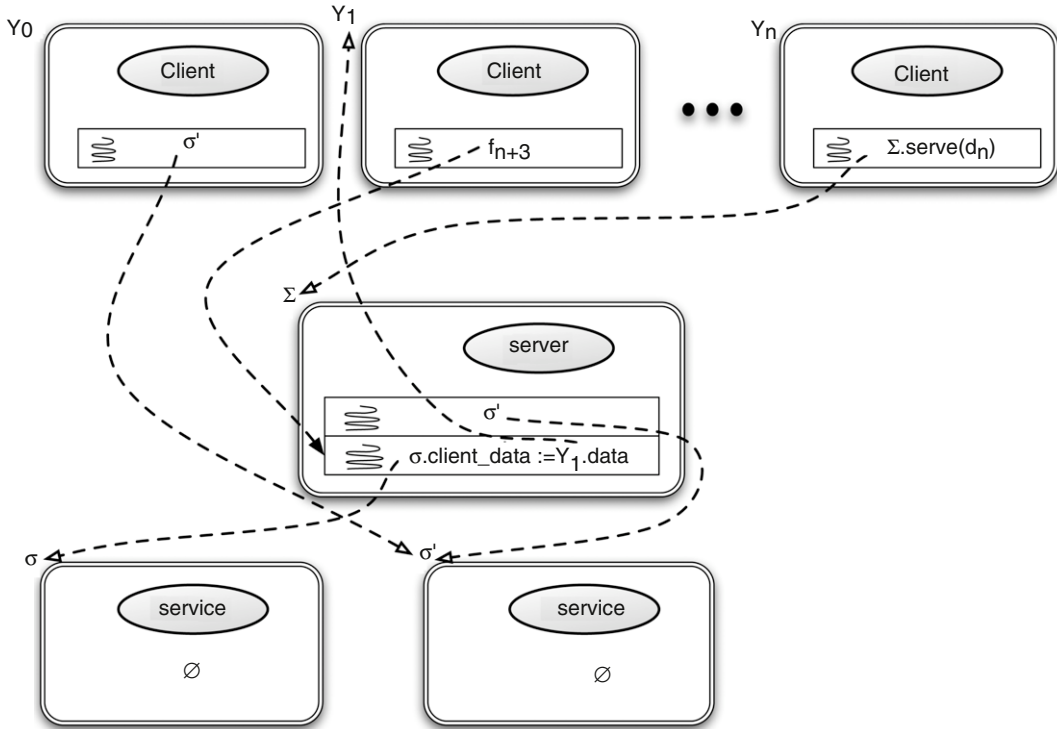 Y0 Y1 Yn
Client Client Client
σ' fn+3 Σ.serve(dn)
Σ
server
σ'
σ.client_data :=Y1.data
σ σ'
service service
∅ ∅